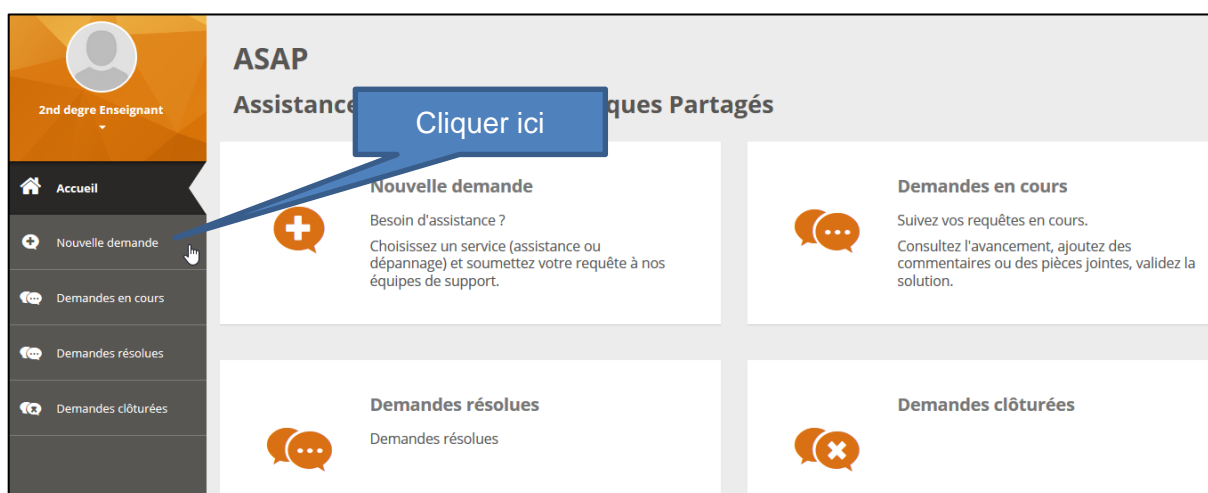 2nd degre Enseignant
Accueil
Nouvelle demande
Demandes en cours
Demandes résolues
Demandes clôturées
ASAP
Assistance ques Partagés
Cliquer ici
Nouvelle demande
Besoin d'assistance ?
Choisissez un service (assistance ou
dépannage) et soumettez votre requête à nos
équipes de support.
Demandes en cours
Suivez vos requêtes en cours.
Consultez l'avancement, ajoutez des
commentaires ou des pièces jointes, validez la
solution.
Demandes résolues
Demandes résolues
Demandes clôturées